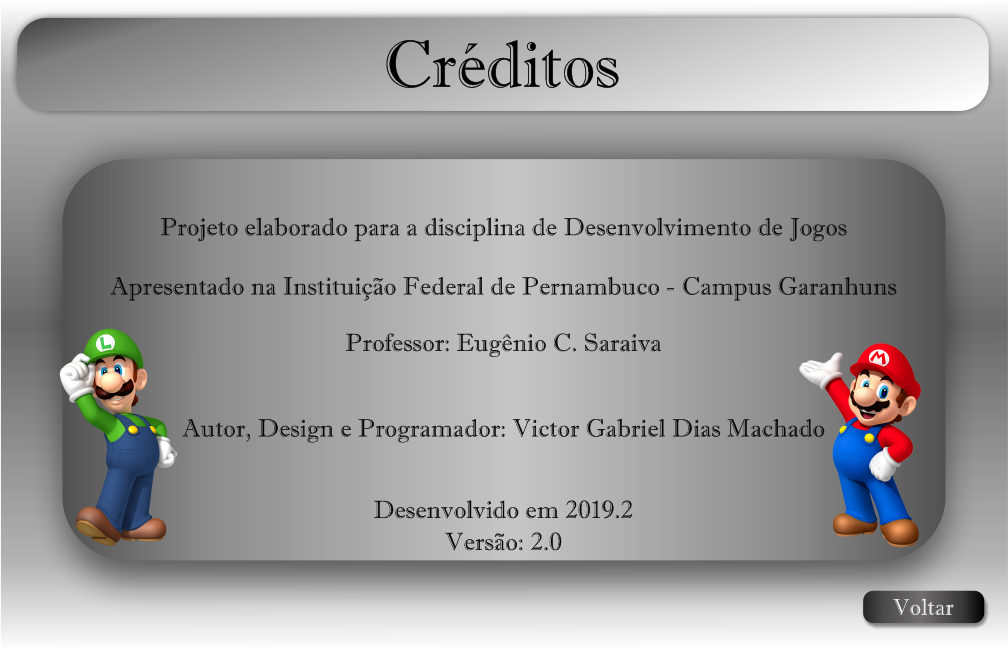 Créditos
Projeto elaborado para a disciplina de Desenvolvimento de Jogos
Apresentado na Instituição Federal de Pernambuco - Campus Garanhuns
Professor: Eugênio C. Saraiva
L
M
Autor, Design e Programador: Victor Gabriel Dias Machado
Desenvolvido em 2019.2
Versão: 2.0
Voltar